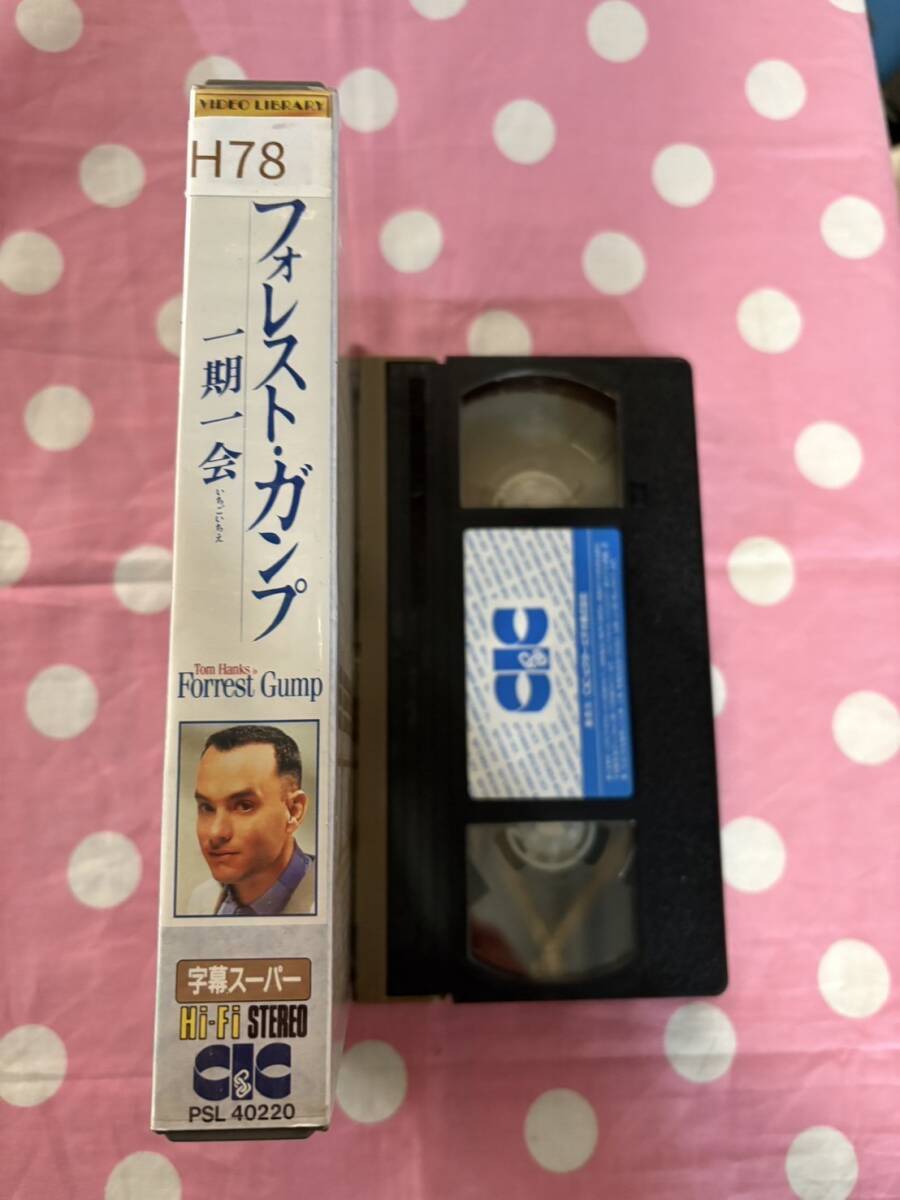 VIDEO LIBRARY
H78
フォレスト・ガンプ
一期一会
いちごいちえ
Tom Hanks is
Forrest Gump
字幕スーパー
Hi-Fi STEREO
CIC
PSL 40220
CIC